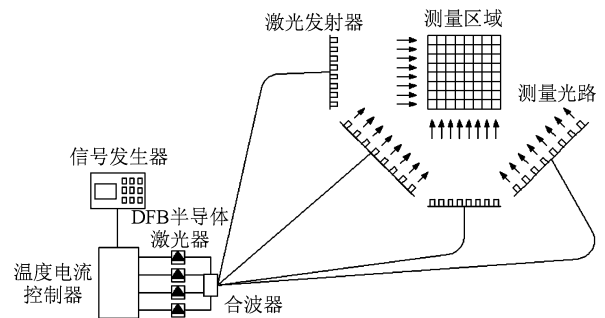 激光发射器
测量区域
测量光路
信号发生器
DFB半导体
激光器
温度电流
控制器
合波器